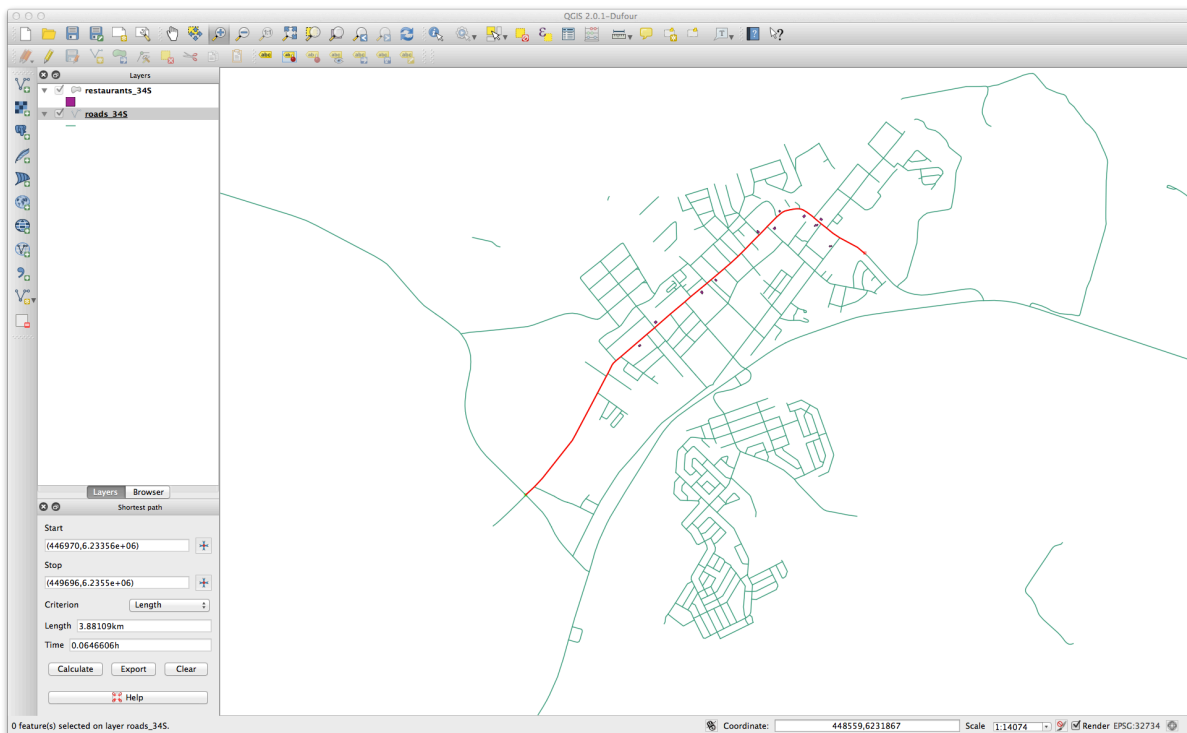 QGIS 2.0.1-Dufour
Layers
restaurants_34S
roads_34S
Layers Browser
Shortest path
Start
(446970,6.23356e+06)
Stop
(449696,6.2355e+06)
Criterion Length
Length 3.88109km
Time 0.0646606h
Calculate Export Clear
Help
0 feature(s) selected on layer roads_34S.
Coordinate: 448559,6231867 Scale 1:14074 Render EPSG:32734